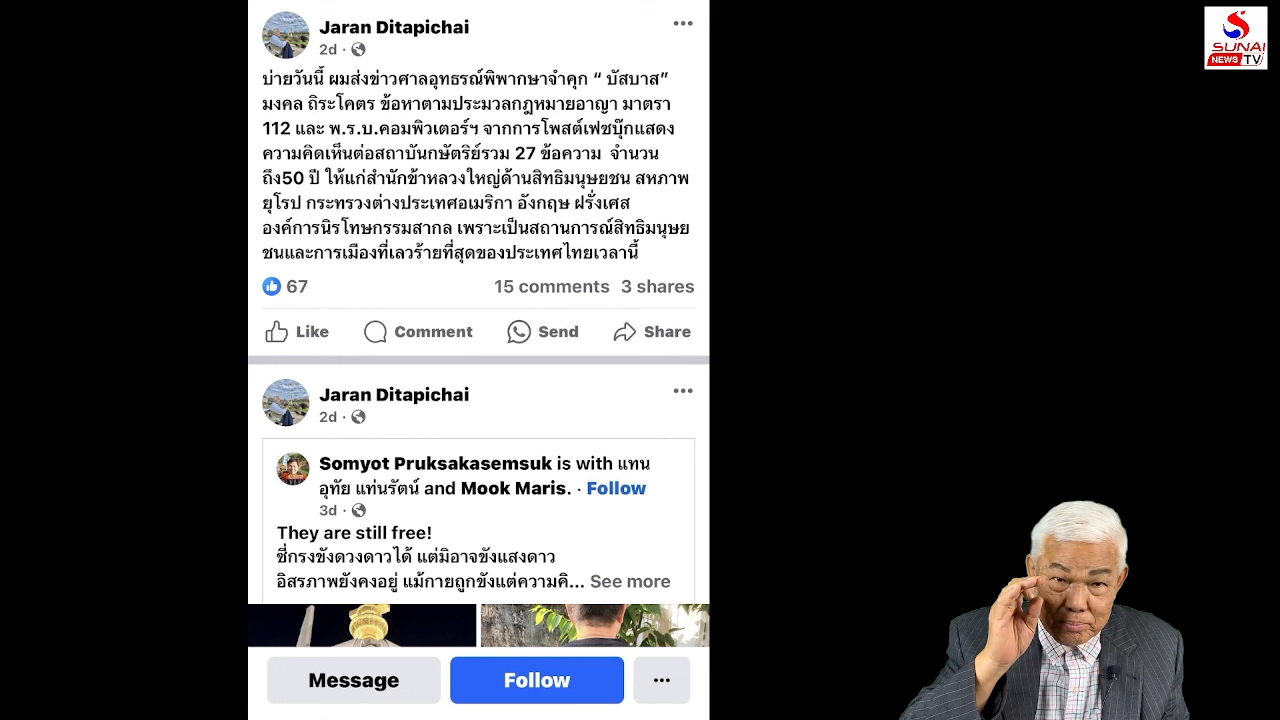 Jaran Ditapichai
2d ·
บ่ายวันนี้ ผมส่งข่าวศาลอุทธรณ์พิพากษาจำคุก “ บัสบาส”
มงคล ถิระโคตร ข้อหาตามประมวลกฎหมายอาญา มาตรา
112 และ พ.ร.บ.คอมพิวเตอร์ฯ จากการโพสต์เฟซบุ๊กแสดง
ความคิดเห็นต่อสถาบันกษัตริย์รวม 27 ข้อความ จำนวน
ถึง50 ปี ให้แก่สำนักข้าหลวงใหญ่ด้านสิทธิมนุษยชน สหภาพ
ยุโรป กระทรวงต่างประเทศอเมริกา อังกฤษ ฝรั่งเศส
องค์การนิรโทษกรรมสากล เพราะเป็นสถานการณ์สิทธิมนุษย
ชนและการเมืองที่เลวร้ายที่สุดของประเทศไทยเวลานี้
67 15 comments 3 shares
Like Comment Send Share
Jaran Ditapichai
2d ·
Somyot Pruksakasemsuk is with แทน
อุทัย แท่นรัตน์ and Mook Maris. · Follow
3d ·
They are still free!
ซี่กรงขังดวงดาวได้ แต่มิอาจขังแสงดาว
อิสรภาพยังคงอยู่ แม้กายถูกขังแต่ความคิ... See more
Message Follow ...
SUNAI
NEWS TV